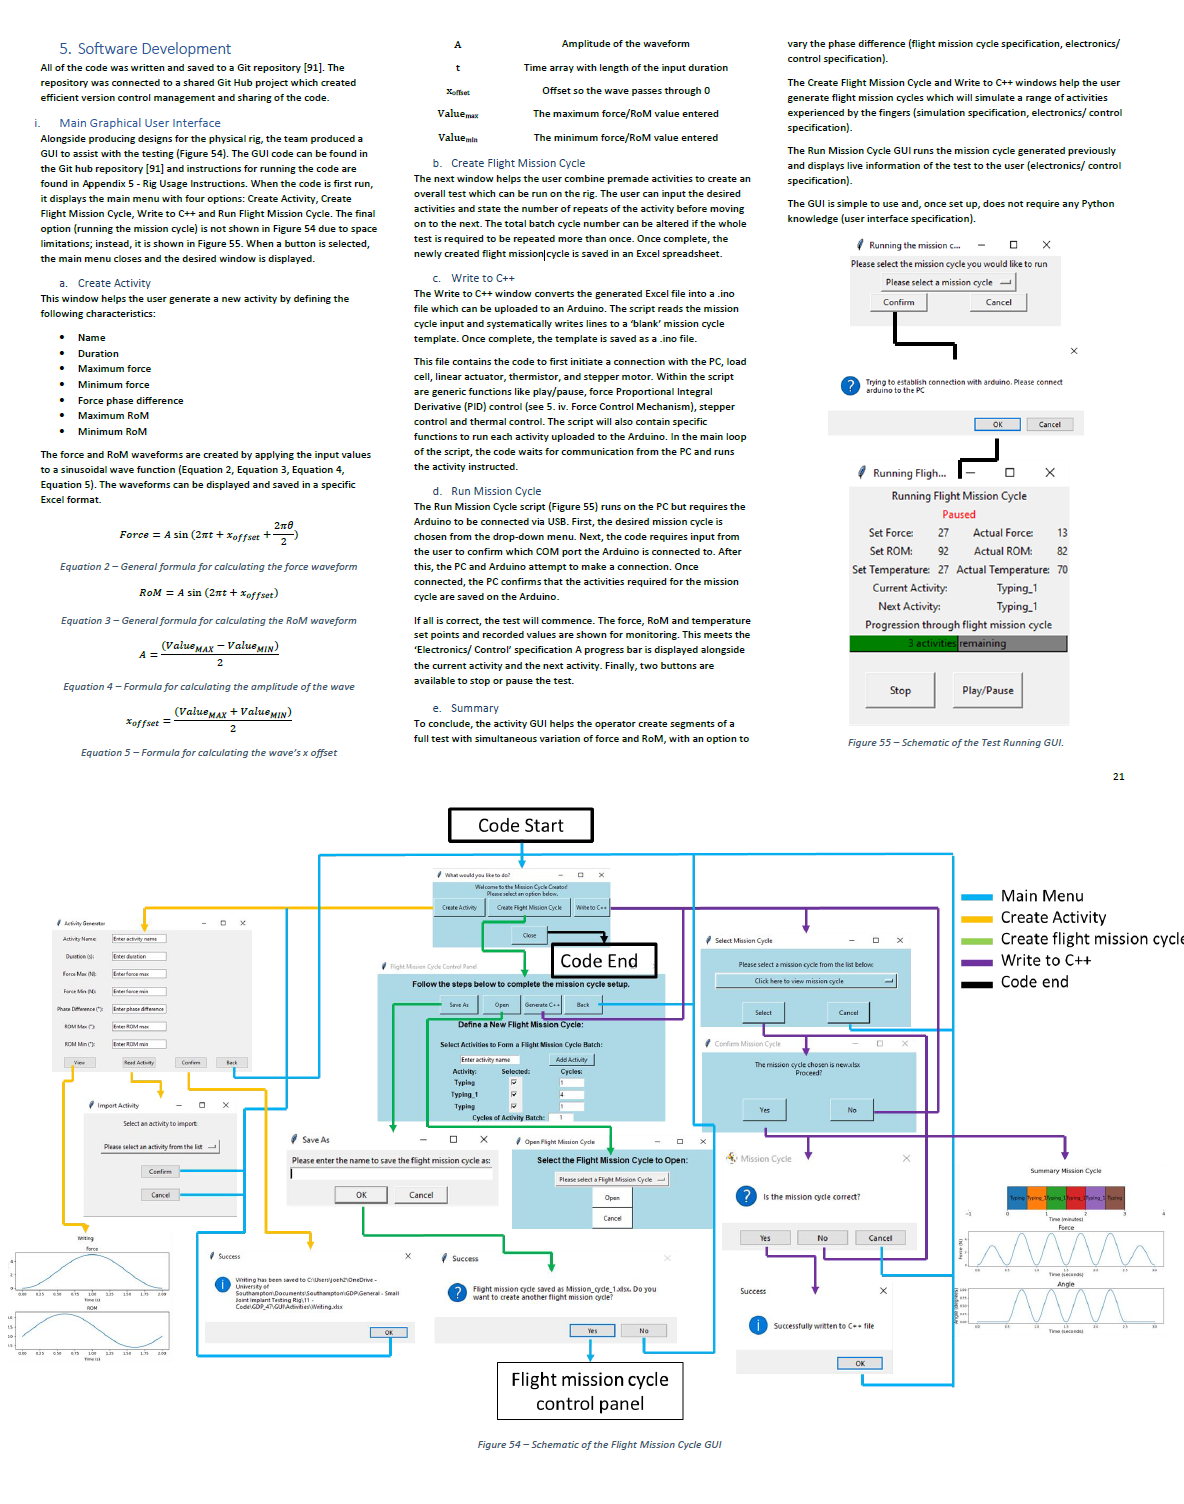 5. Software Development
All of the code was written and saved to a Git repository [91]. The
repository was connected to a shared Git Hub project which created
efficient version control management and sharing of the code.
i. Main Graphical User Interface
Alongside producing designs for the physical rig, the team produced a
GUI to assist with the testing (Figure 54). The GUI code can be found in
the Git hub repository [91] and instructions for running the code are
found in Appendix 5 - Rig Usage Instructions. When the code is first run,
it displays the main menu with four options: Create Activity, Create
Flight Mission Cycle, Write to C++ and Run Flight Mission Cycle. The final
option (running the mission cycle) is not shown in Figure 54 due to space
limitations; instead, it is shown in Figure 55. When a button is selected,
the main menu closes and the desired window is displayed.
a. Create Activity
This window helps the user generate a new activity by defining the
following characteristics:
• Name
• Duration
• Maximum force
• Minimum force
• Force phase difference
• Maximum RoM
• Minimum RoM
The force and RoM waveforms are created by applying the input values
to a sinusoidal wave function (Equation 2, Equation 3, Equation 4,
Equation 5). The waveforms can be displayed and saved in a specific
Excel format.
Force = A sin (2πt + x_offset + 2πθ/2)
Equation 2 – General formula for calculating the force waveform
RoM = A sin (2πt + x_offset)
Equation 3 – General formula for calculating the RoM waveform
A = (Value_MAX − Value_MIN)/2
Equation 4 – Formula for calculating the amplitude of the wave
x_offset = (Value_MAX + Value_MIN)/2
Equation 5 – Formula for calculating the wave's x offset
A Amplitude of the waveform
t Time array with length of the input duration
x_offset Offset so the wave passes through 0
Value_max The maximum force/RoM value entered
Value_min The minimum force/RoM value entered
b. Create Flight Mission Cycle
The next window helps the user combine premade activities to create an
overall test which can be run on the rig. The user can input the desired
activities and state the number of repeats of the activity before moving
on to the next. The total batch cycle number can be altered if the whole
test is required to be repeated more than once. Once complete, the
newly created flight mission cycle is saved in an Excel spreadsheet.
c. Write to C++
The Write to C++ window converts the generated Excel file into a .ino
file which can be uploaded to an Arduino. The script reads the mission
cycle input and systematically writes lines to a 'blank' mission cycle
template. Once complete, the template is saved as a .ino file.
This file contains the code to first initiate a connection with the PC, load
cell, linear actuator, thermistor, and stepper motor. Within the script
are generic functions like play/pause, force Proportional Integral
Derivative (PID) control (see 5. iv. Force Control Mechanism), stepper
control and thermal control. The script will also contain specific
functions to run each activity uploaded to the Arduino. In the main loop
of the script, the code waits for communication from the PC and runs
the activity instructed.
d. Run Mission Cycle
The Run Mission Cycle script (Figure 55) runs on the PC but requires the
Arduino to be connected via USB. First, the desired mission cycle is
chosen from the drop-down menu. Next, the code requires input from
the user to confirm which COM port the Arduino is connected to. After
this, the PC and Arduino attempt to make a connection. Once
connected, the PC confirms that the activities required for the mission
cycle are saved on the Arduino.
If all is correct, the test will commence. The force, RoM and temperature
set points and recorded values are shown for monitoring. This meets the
'Electronics/ Control' specification A progress bar is displayed alongside
the current activity and the next activity. Finally, two buttons are
available to stop or pause the test.
e. Summary
To conclude, the activity GUI helps the operator create segments of a
full test with simultaneous variation of force and RoM, with an option to
vary the phase difference (flight mission cycle specification, electronics/
control specification).
The Create Flight Mission Cycle and Write to C++ windows help the user
generate flight mission cycles which will simulate a range of activities
experienced by the fingers (simulation specification, electronics/ control
specification).
The Run Mission Cycle GUI runs the mission cycle generated previously
and displays live information of the test to the user (electronics/ control
specification).
The GUI is simple to use and, once set up, does not require any Python
knowledge (user interface specification).
Running the mission c...
Please select the mission cycle you would like to run
Please select a mission cycle
Confirm Cancel
Trying to establish connection with arduino. Please connect
arduino to the PC
OK Cancel
Running Fligh...
Running Flight Mission Cycle
Paused
Set Force: 27 Actual Force: 13
Set ROM: 92 Actual ROM: 82
Set Temperature: 27 Actual Temperature: 70
Current Activity: Typing_1
Next Activity: Typing_1
Progression through flight mission cycle
3 activities remaining
Stop Play/Pause
Figure 55 – Schematic of the Test Running GUI.
21
Code Start
What would you like to do?
Welcome to the Mission Cycle Creator!
Please select an option below.
Create Activity Create Flight Mission Cycle Write to C++
Close
Code End
Main Menu
Create Activity
Create flight mission cycle
Write to C++
Code end
Activity Generator
Activity Name: Enter activity name
Duration (s): Enter duration
Force Max (N): Enter force max
Force Min (N): Enter force min
Phase Difference (°): Enter phase difference
ROM Max (°): Enter ROM max
ROM Min (°): Enter ROM min
View Read Activity Confirm Back
Import Activity
Select an activity to import:
Please select an activity from the list
Confirm
Cancel
Flight Mission Cycle Control Panel
Follow the steps below to complete the mission cycle setup.
Save As Open Generate C++ Back
Define a New Flight Mission Cycle:
Select Activities to Form a Flight Mission Cycle Batch:
Enter activity name Add Activity
Activity: Selected: Cycles:
Typing 1
Typing_1 4
Typing 1
Cycles of Activity Batch: 1
Save As
Please enter the name to save the flight mission cycle as:
OK Cancel
Open Flight Mission Cycle
Select the Flight Mission Cycle to Open:
Please select a Flight Mission Cycle
Open
Cancel
Select Mission Cycle
Please select a mission cycle from the list below:
Click here to view mission cycle
Select Cancel
Confirm Mission Cycle
The mission cycle chosen is new.xlsx
Proceed?
Yes No
Mission Cycle
Is the mission cycle correct?
Yes No Cancel
Success
Successfully written to C++ file
OK
Summary Mission Cycle
Typing Typing_1 Typing_1 Typing_1 Typing_1 Typing
-1 0 1 2 3 4
Time (minutes)
Force
Force (N)
Time (seconds)
Angle
Angle (degrees)
Time (seconds)
Writing
Force
0.00 0.25 0.50 0.75 1.00 1.25 1.50 1.75 2.00
Time (s)
ROM
0.00 0.25 0.50 0.75 1.00 1.25 1.50 1.75 2.00
Time (s)
Success
Writing has been saved to C:\Users\joeh2\OneDrive -
University of
Southampton\Documents\Southampton\GDP\General - Small
Joint Implant Testing Rig\11 -
Code\GDP_47\GUI\Activities\Writing.xlsx
OK
Success
Flight mission cycle saved as Mission_cycle_1.xlsx. Do you
want to create another flight mission cycle?
Yes No
Flight mission cycle
control panel
Figure 54 – Schematic of the Flight Mission Cycle GUI